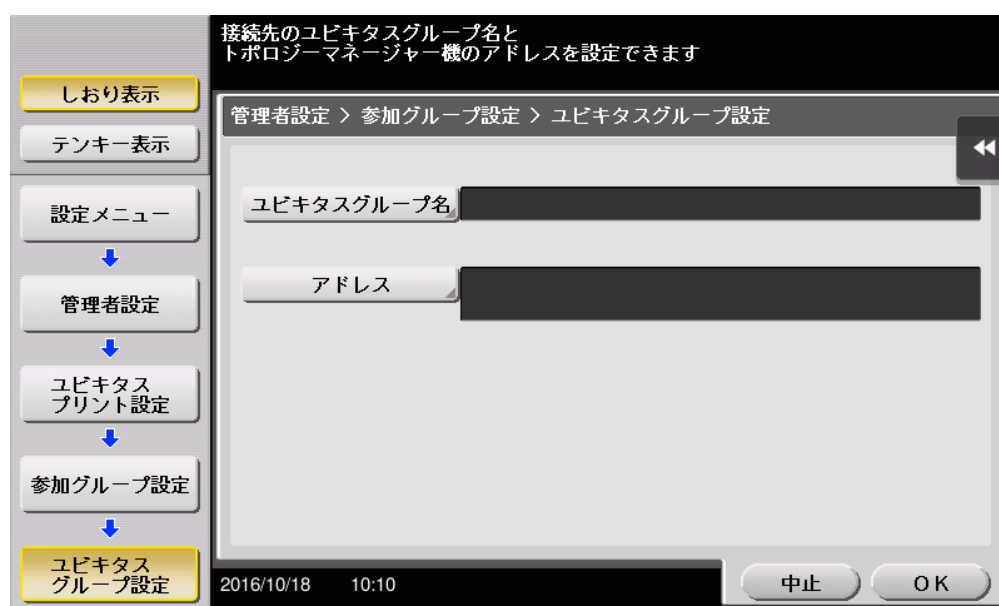 接続先のユビキタスグループ名と
トポロジーマネージャー機のアドレスを設定できます
しおり表示
テンキー表示
設定メニュー
管理者設定
ユビキタス
プリント設定
参加グループ設定
ユビキタス
グループ設定
管理者設定 > 参加グループ設定 > ユビキタスグループ設定
ユビキタスグループ名
アドレス
2016/10/18 10:10
中止
OK